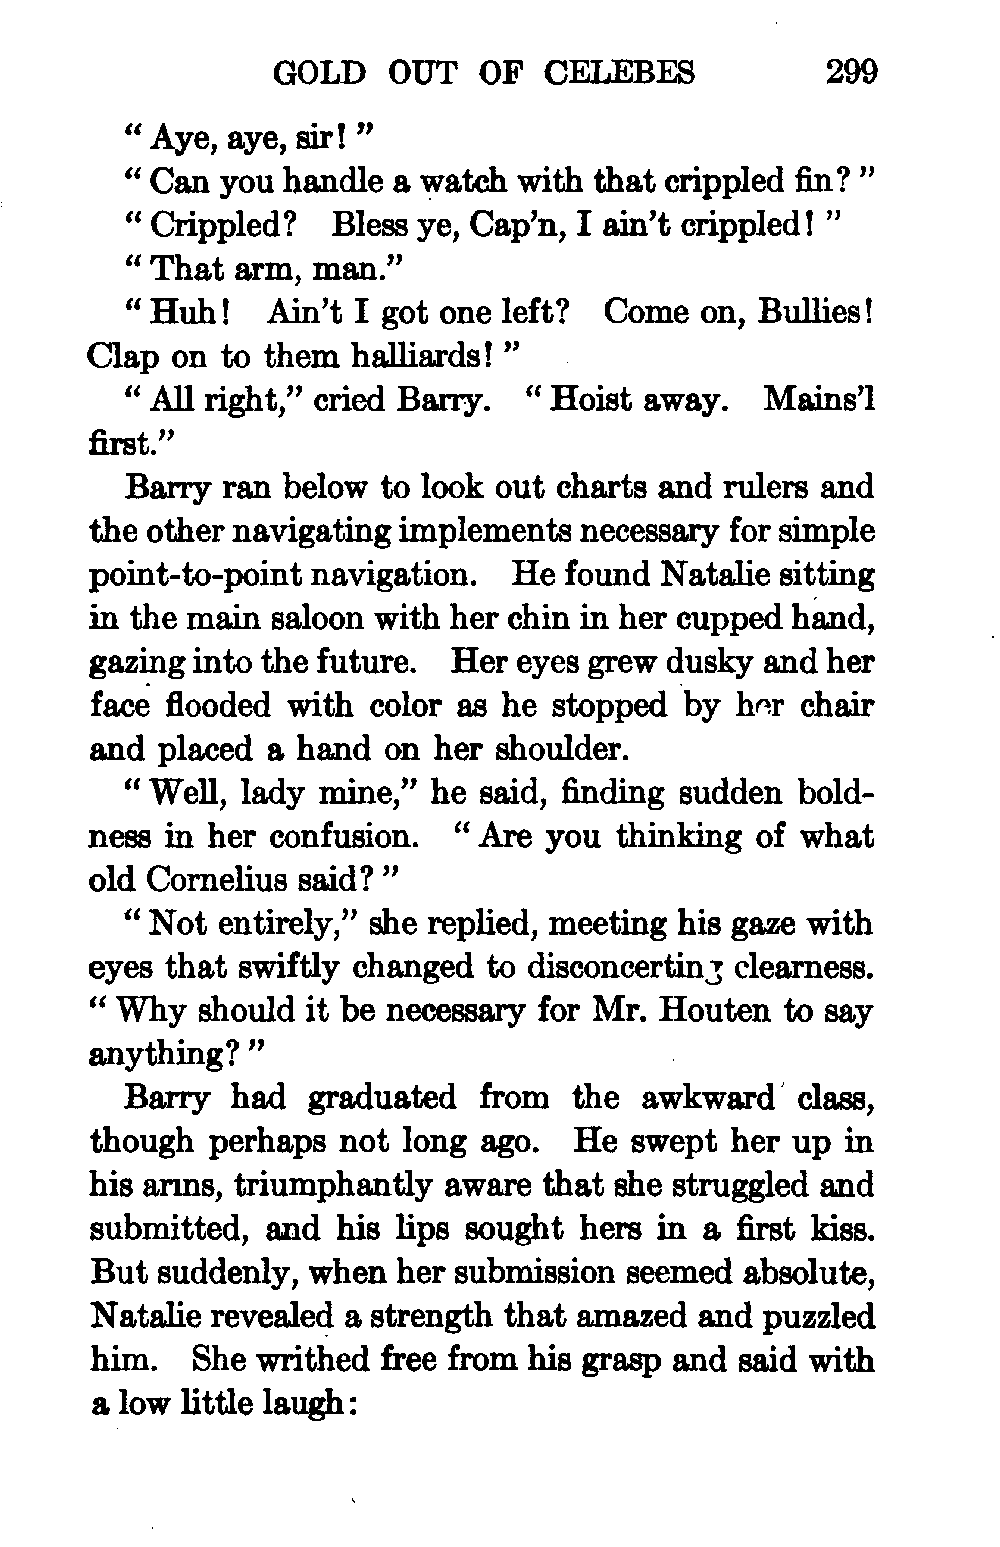 GOLD OUT OF CELEBES 299
“ Aye, aye, sir! ”
“ Can you handle a watch with that crippled fin? ”
“ Crippled? Bless ye, Cap’n, I ain’t crippled! ”
“ That arm, man.”
“ Huh! Ain’t I got one left? Come on, Bullies!
Clap on to them halliards! ”
“ All right,” cried Barry. “ Hoist away. Mains’l
first.”
Barry ran below to look out charts and rulers and
the other navigating implements necessary for simple
point-to-point navigation. He found Natalie sitting
in the main saloon with her chin in her cupped hand,
gazing into the future. Her eyes grew dusky and her
face flooded with color as he stopped by her chair
and placed a hand on her shoulder.
“ Well, lady mine,” he said, finding sudden bold-
ness in her confusion. “ Are you thinking of what
old Cornelius said? ”
“ Not entirely,” she replied, meeting his gaze with
eyes that swiftly changed to disconcerting clearness.
“ Why should it be necessary for Mr. Houten to say
anything? ”
Barry had graduated from the awkward class,
though perhaps not long ago. He swept her up in
his arms, triumphantly aware that she struggled and
submitted, and his lips sought hers in a first kiss.
But suddenly, when her submission seemed absolute,
Natalie revealed a strength that amazed and puzzled
him. She writhed free from his grasp and said with
a low little laugh: